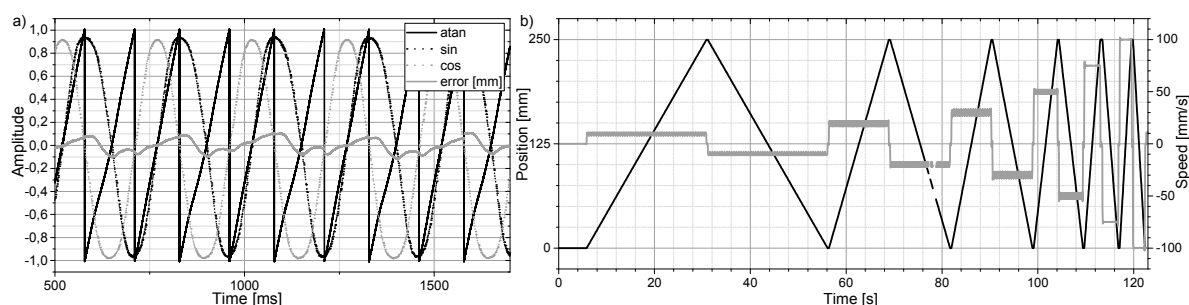 a)
1,0
0,8
0,6
0,4
0,2
0,0
-0,2
-0,4
-0,6
-0,8
-1,0
Amplitude
500
1000
1500
Time [ms]
atan
sin
cos
error [mm]
b)
250
125
0
Position [mm]
0
20
40
60
80
100
120
Time [s]
100
50
0
-50
-100
Speed [mm/s]